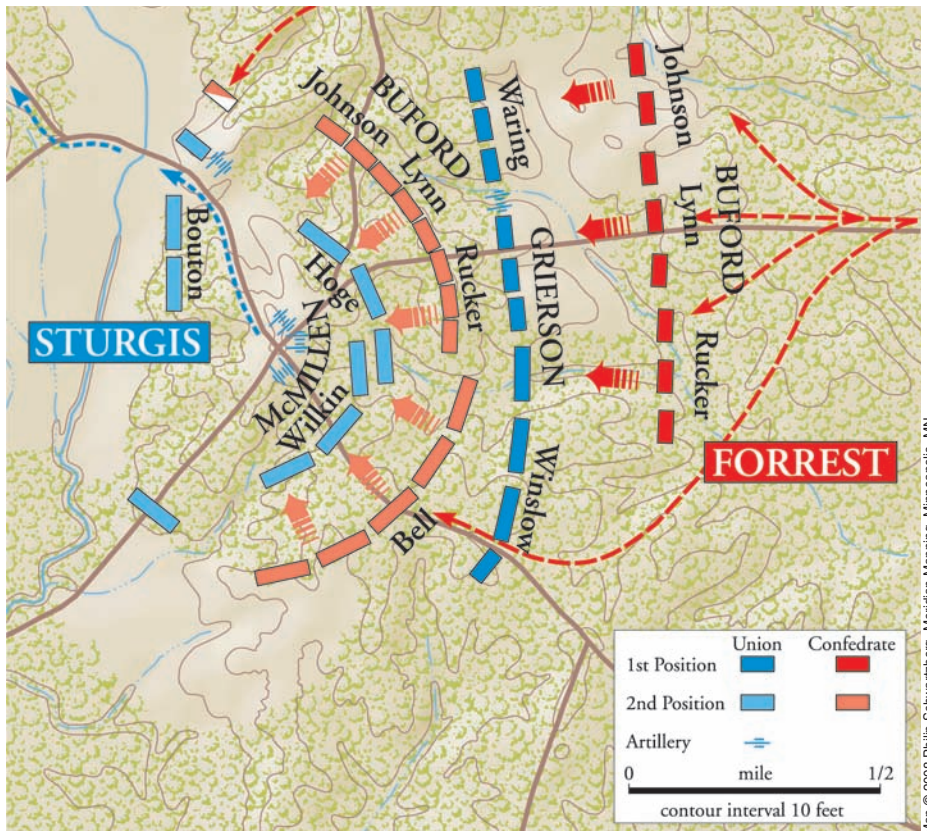 Johnson
BUFORD
Lynn
Rucker
Waring
GRIERSON
Winslow
Johnson
BUFORD
Lynn
Rucker
Bouton
Hoge
McMILLEN
Wilkin
Bell
STURGIS
FORREST
Union Confedrate
1st Position
2nd Position
Artillery
0 mile 1/2
contour interval 10 feet